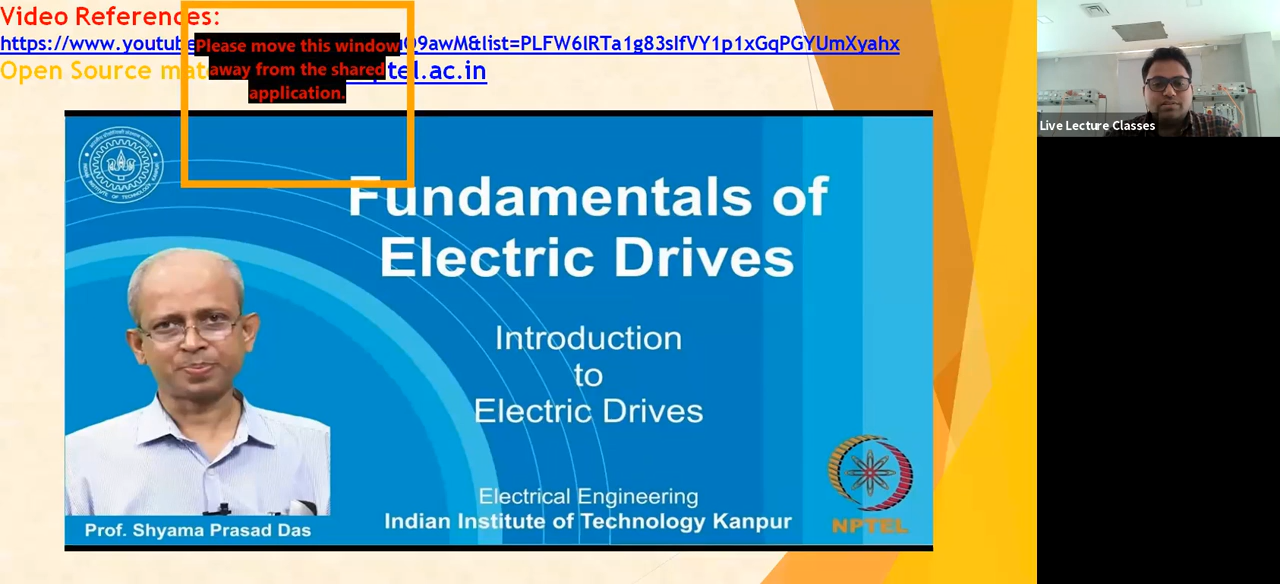 Video References:
https://www.youtube 9awM&list=PLFW6lRTa1g83sIfVY1p1xGqPGYUmXyahx
Open Source mat ptel.ac.in
Please move this window
away from the shared
application.
Live Lecture Classes
Fundamentals of
Electric Drives
Introduction
to
Electric Drives
Electrical Engineering
Indian Institute of Technology Kanpur
Prof. Shyama Prasad Das
NPTEL